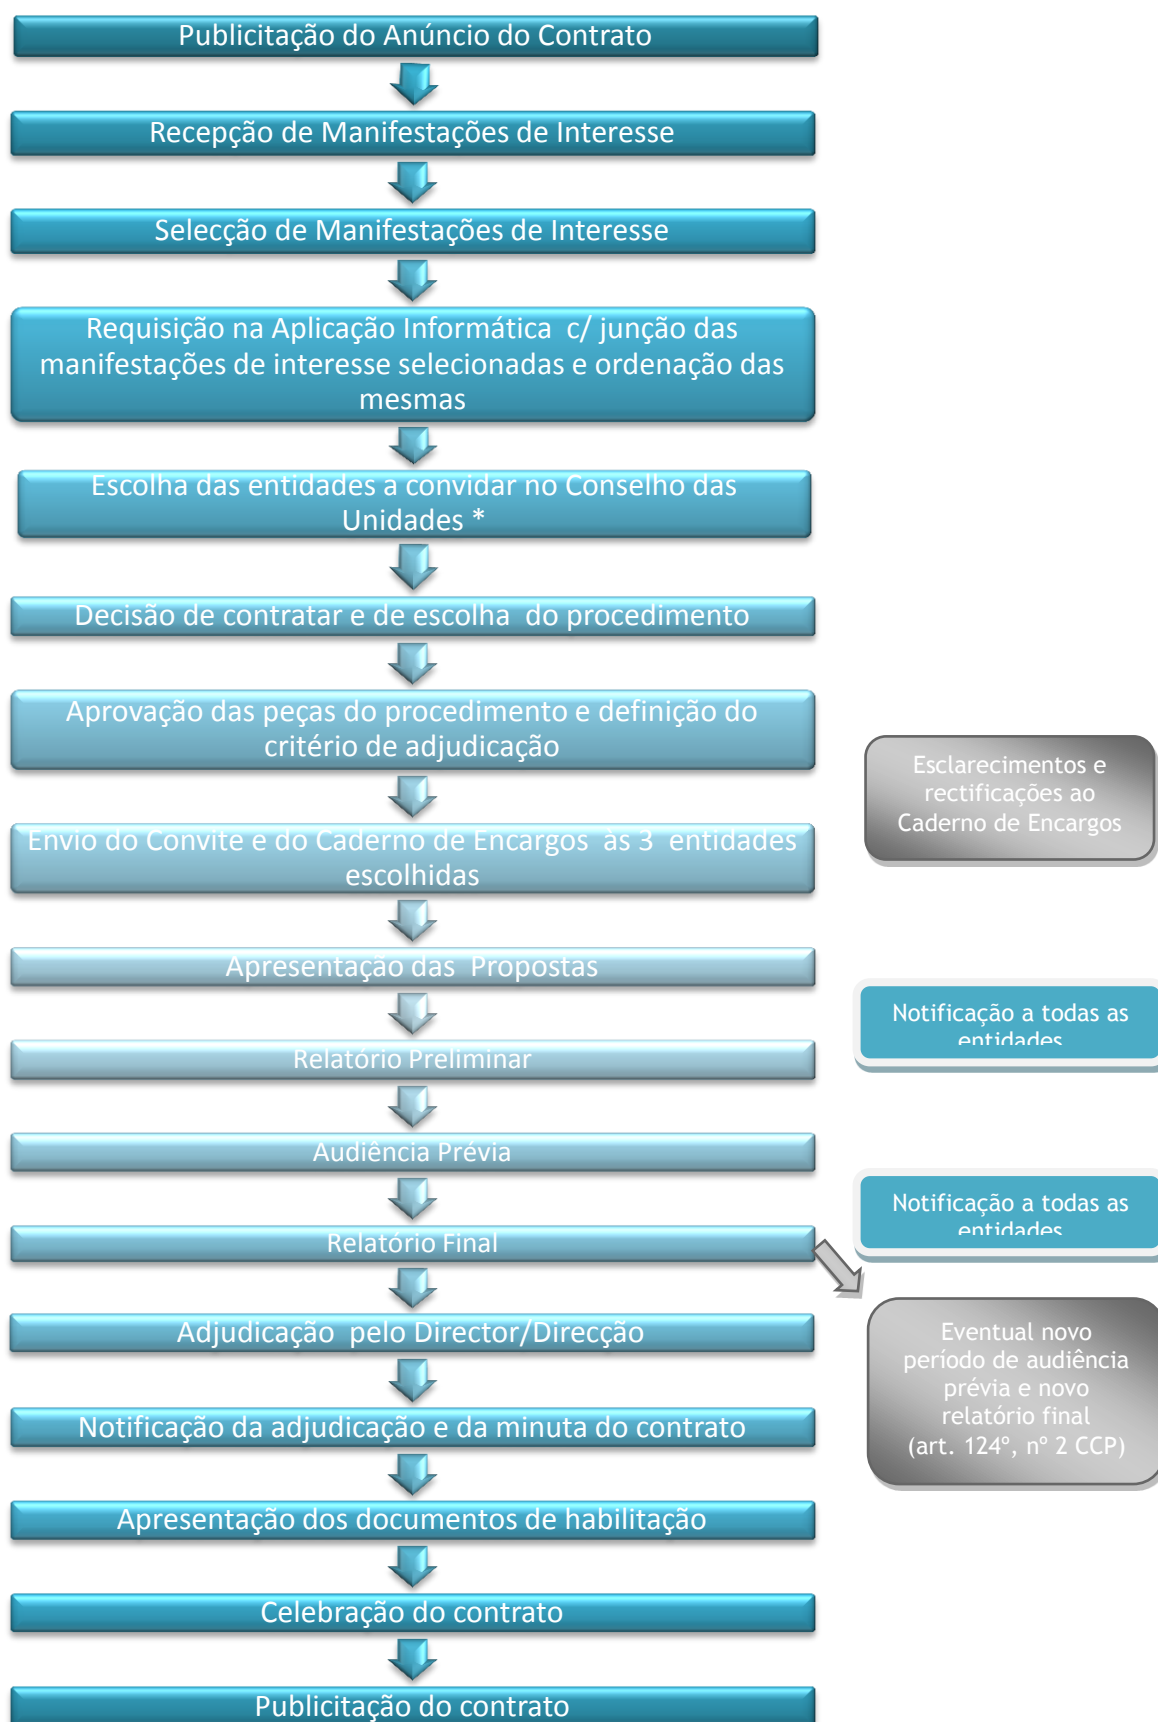 Publicitação do Anúncio do Contrato
Recepção de Manifestações de Interesse
Selecção de Manifestações de Interesse
Requisição na Aplicação Informática c/ junção das
manifestações de interesse selecionadas e ordenação das
mesmas
Escolha das entidades a convidar no Conselho das
Unidades *
Decisão de contratar e de escolha do procedimento
Aprovação das peças do procedimento e definição do
critério de adjudicação
Esclarecimentos e
rectificações ao
Caderno de Encargos
Envio do Convite e do Caderno de Encargos às 3 entidades
escolhidas
Apresentação das Propostas
Notificação a todas as
entidades
Relatório Preliminar
Audiência Prévia
Notificação a todas as
entidades
Relatório Final
Adjudicação pelo Director/Direcção
Eventual novo
período de audiência
prévia e novo
relatório final
(art. 124º, nº 2 CCP)
Notificação da adjudicação e da minuta do contrato
Apresentação dos documentos de habilitação
Celebração do contrato
Publicitação do contrato